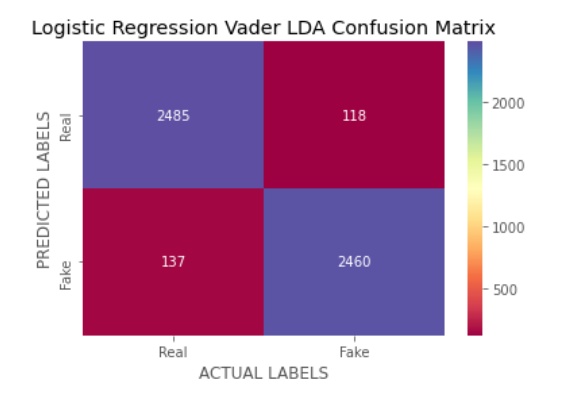 Logistic Regression Vader LDA Confusion Matrix
PREDICTED LABELS
Real
2485
118
Fake
137
2460
Real
Fake
ACTUAL LABELS
2000
1500
1000
500